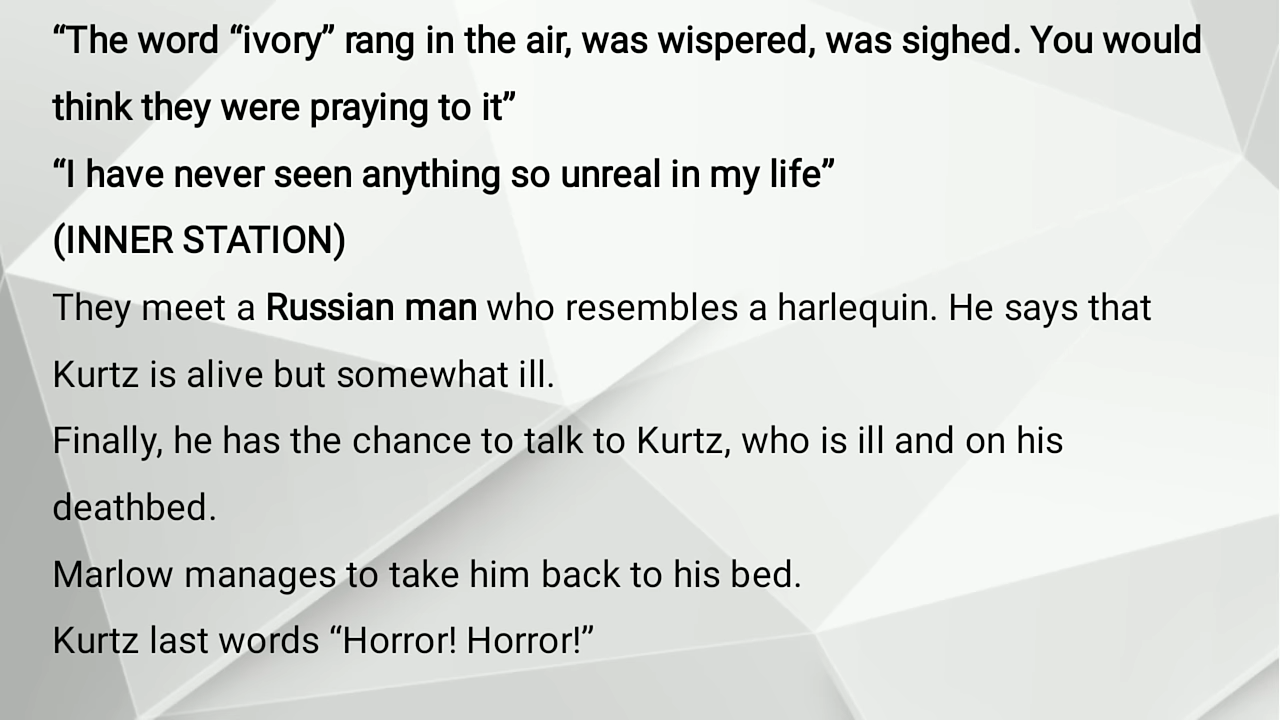 “The word “ivory” rang in the air, was wispered, was sighed. You would
think they were praying to it”
“I have never seen anything so unreal in my life”
(INNER STATION)
They meet a Russian man who resembles a harlequin. He says that
Kurtz is alive but somewhat ill.
Finally, he has the chance to talk to Kurtz, who is ill and on his
deathbed.
Marlow manages to take him back to his bed.
Kurtz last words “Horror! Horror!”